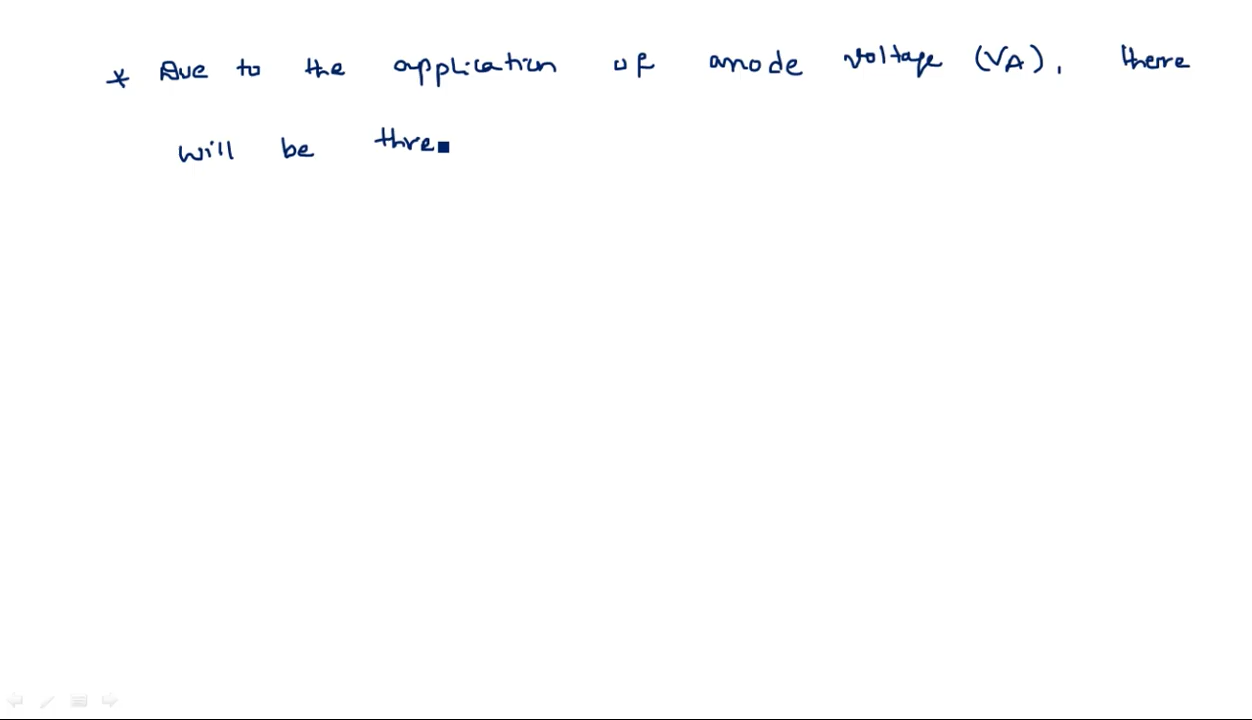 * Due to the application of anode voltage (VA), there
will be thre